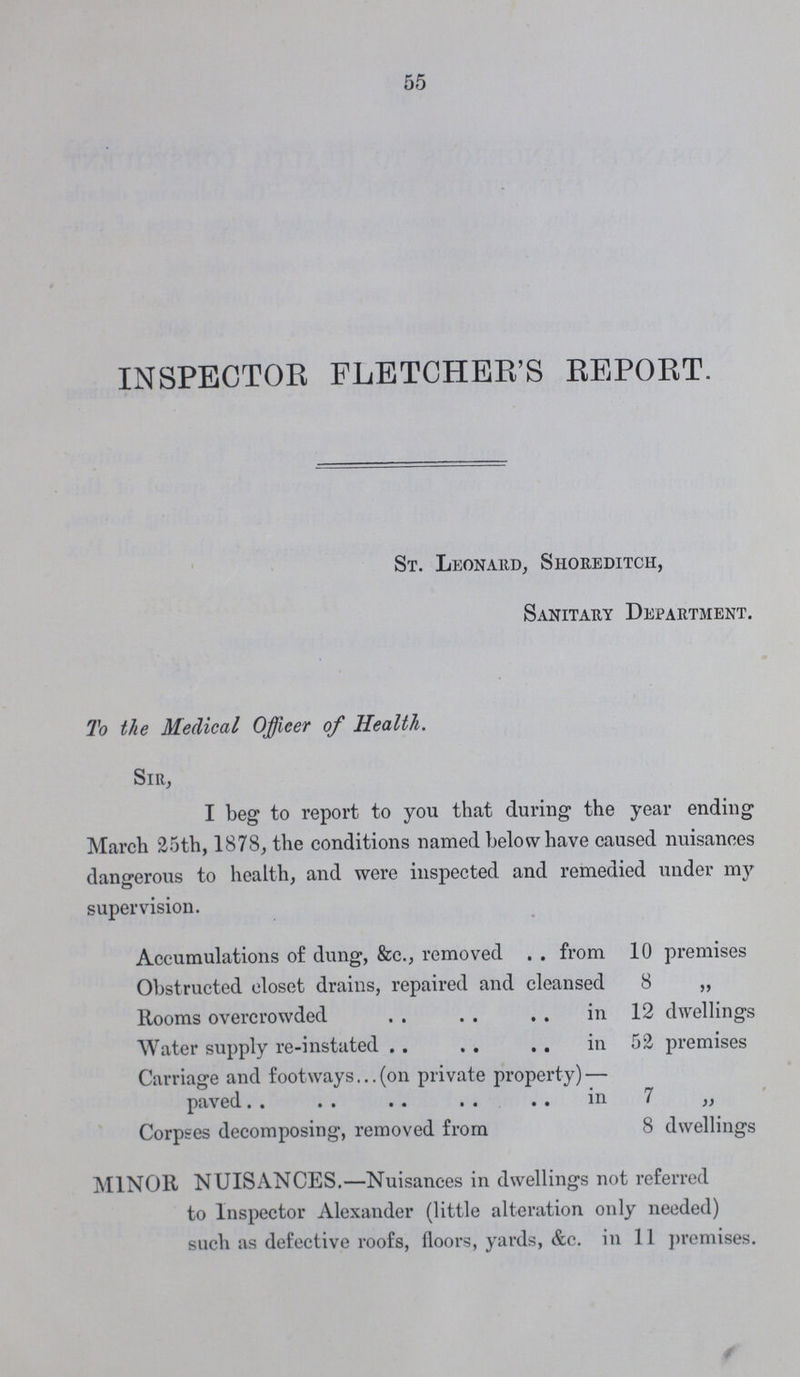 55
INSPECTOR FLETCHER'S REPORT.
St. Leonard, Shoreditch,
Sanitary Department.
To the Medical Officer of Health.
Sir,
I beg to report to you that during the year ending
March 25th, 1878, the conditions named below have caused nuisances
dangerous to health, and were inspected and remedied under my
supervision.
Accumulations of dung, &c., removed .. from 10 premises
Obstructed closet drains, repaired and cleansed 8 „
Rooms overcrowded .. .. .. in 12 dwellings
Water supply re-instated .. .. .. in 52 premises
Carriage and footways...(on private property)—
paved.. .. .. .. .. in 7 „
Corpses decomposing, removed from 8 dwellings
MINOR NUISANCES.—Nuisances in dwellings not referred
to Inspector Alexander (little alteration only needed)
such as defective roofs, floors, yards, &c. in 11 premises.